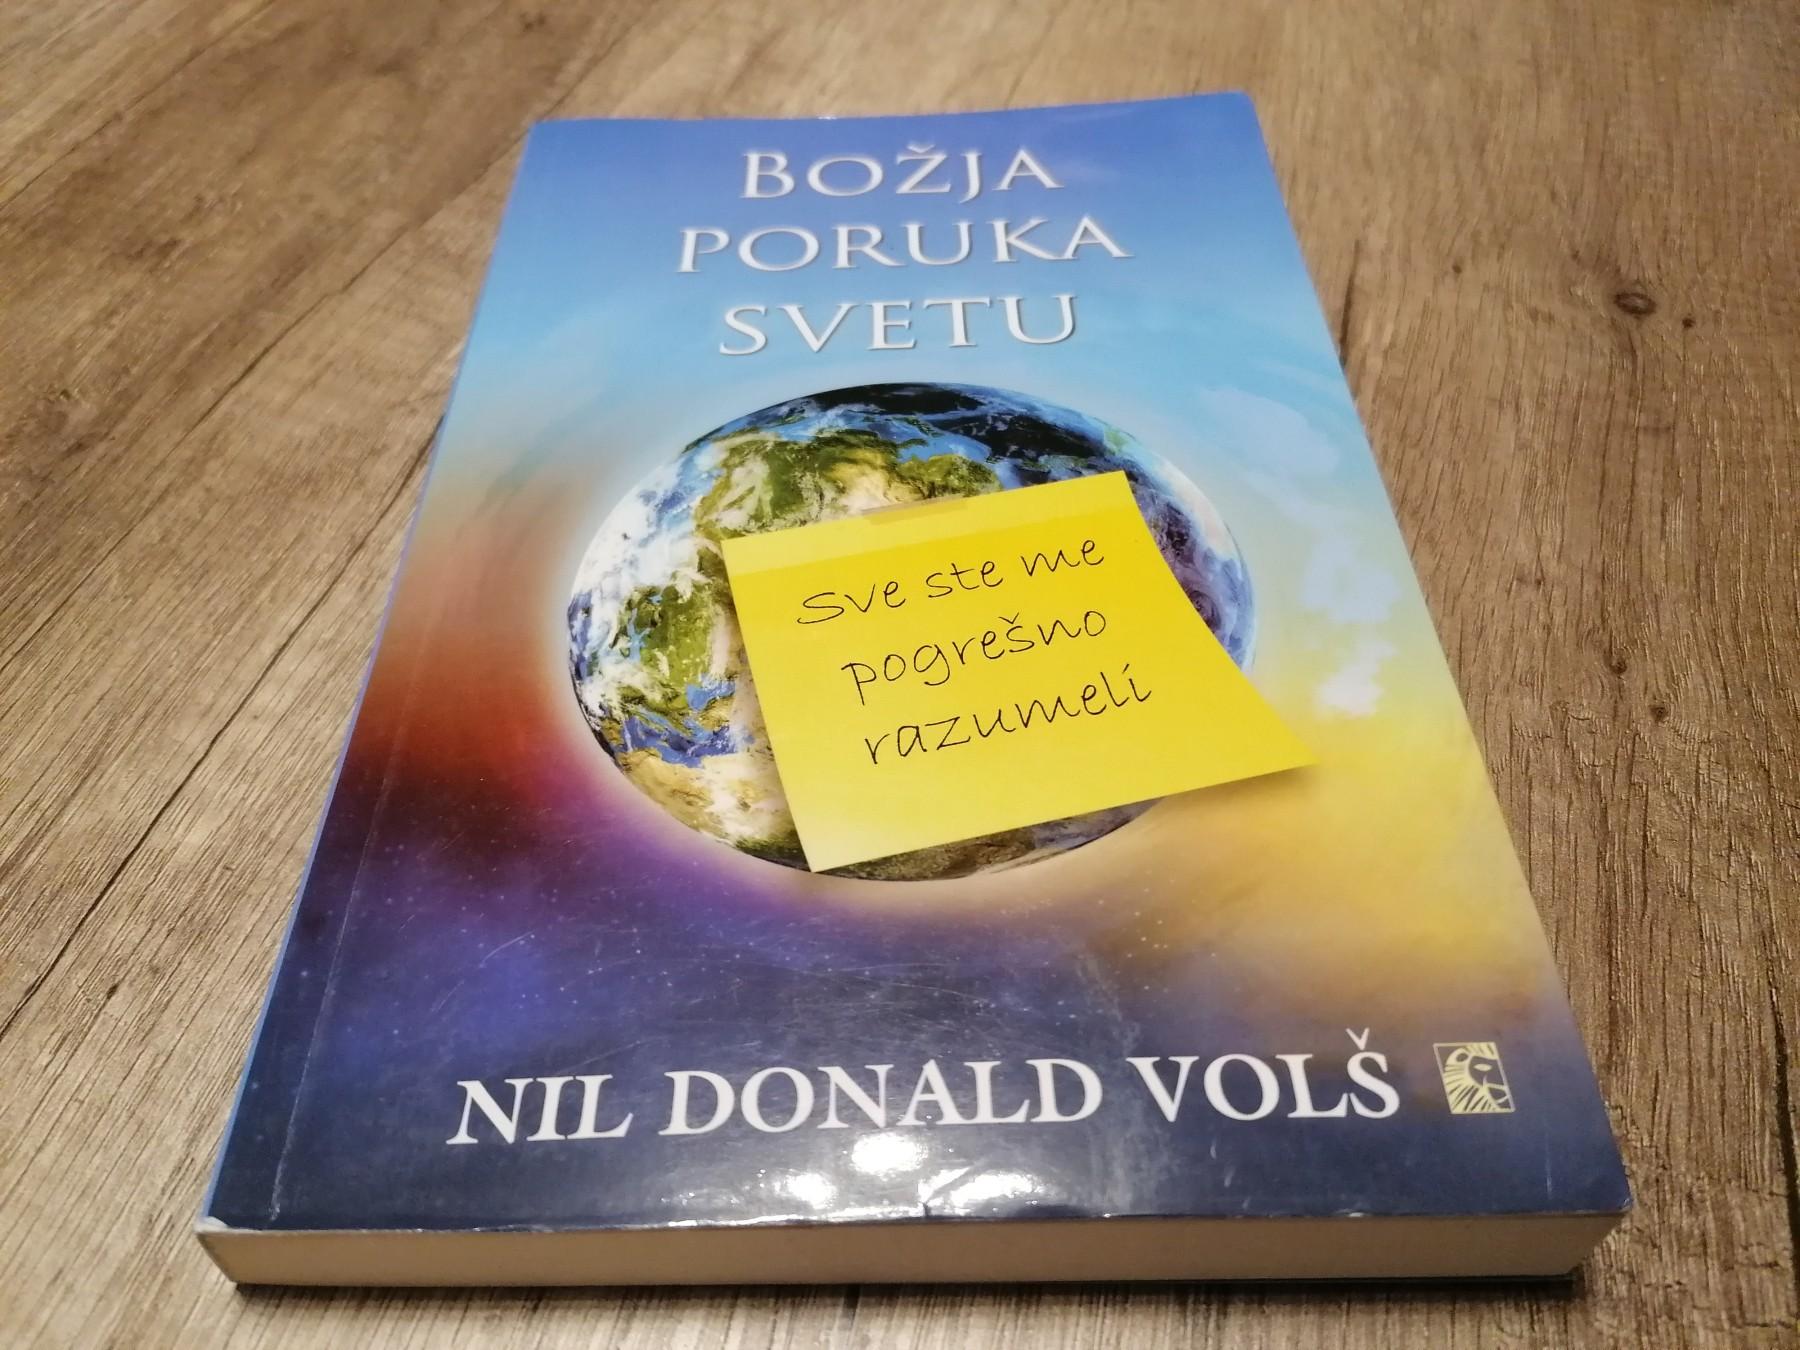 BOŽJA
PORUKA
SVETU
Sve ste me
pogrešno
razumeli
NIL DONALD VOLŠ